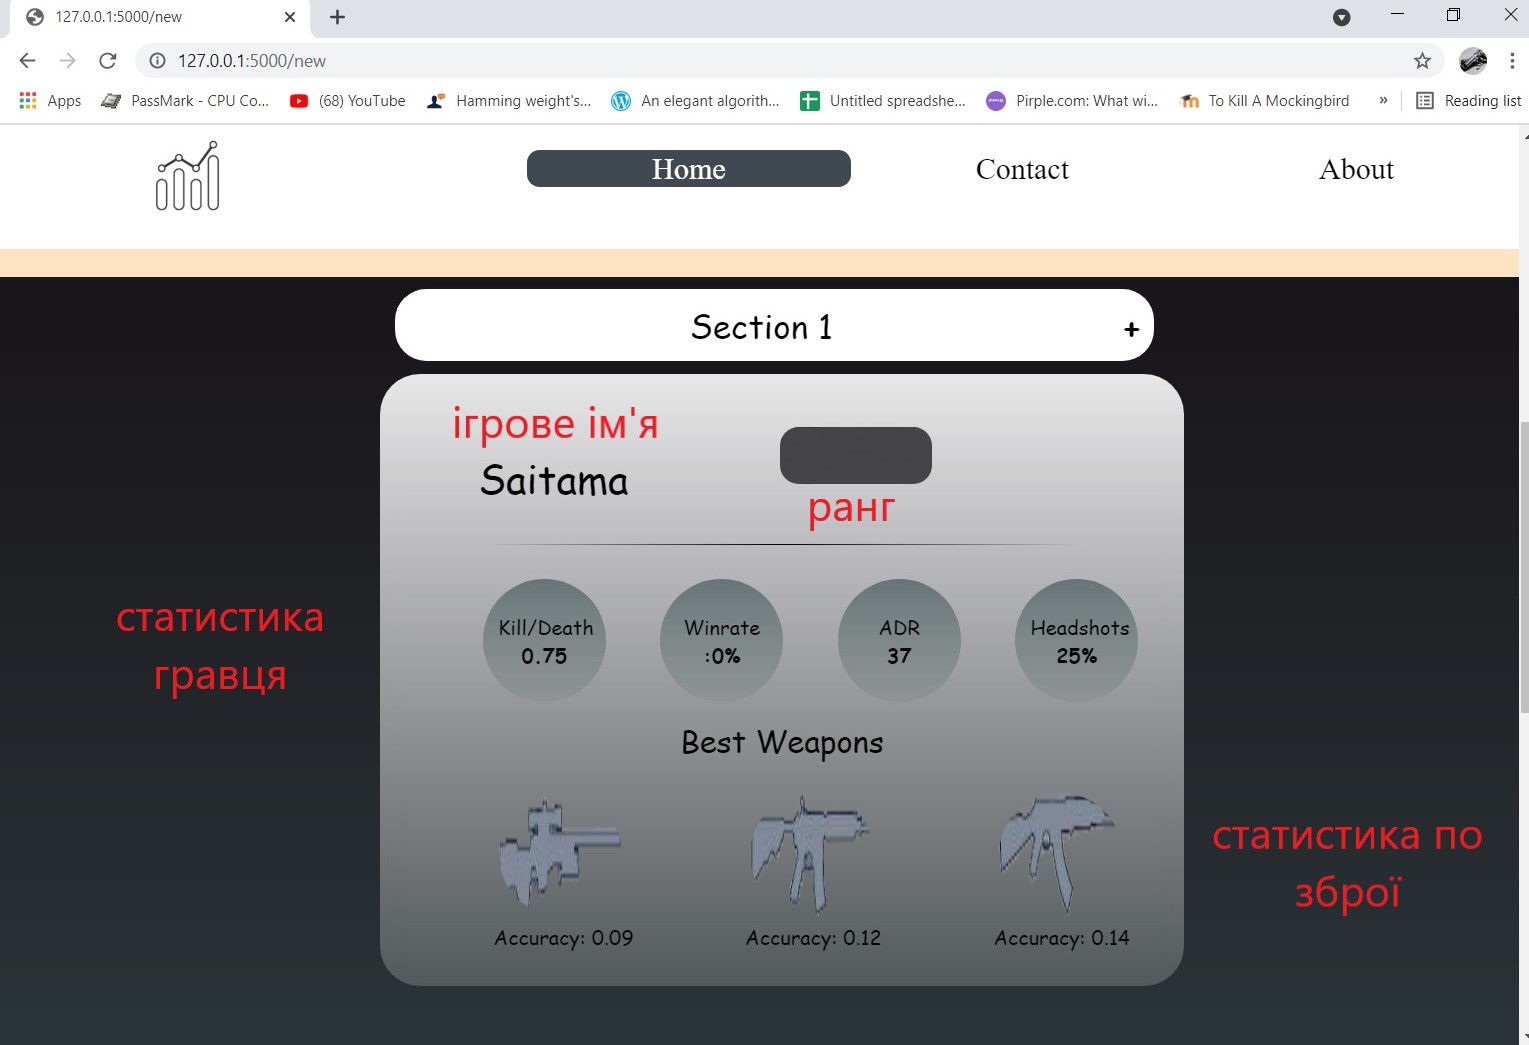 127.0.0.1:5000/new
127.0.0.1:5000/new
Apps PassMark - CPU Co... (68) YouTube Hamming weight's... An elegant algorith... Untitled spreadshe... Pirple.com: What wi... To Kill A Mockingbird » Reading list
Home Contact About
Section 1 +
ігрове ім'я
Saitama
ранг
статистика
гравця
Kill/Death Winrate ADR Headshots
0.75 :0% 37 25%
Best Weapons
статистика по
зброї
Accuracy: 0.09 Accuracy: 0.12 Accuracy: 0.14